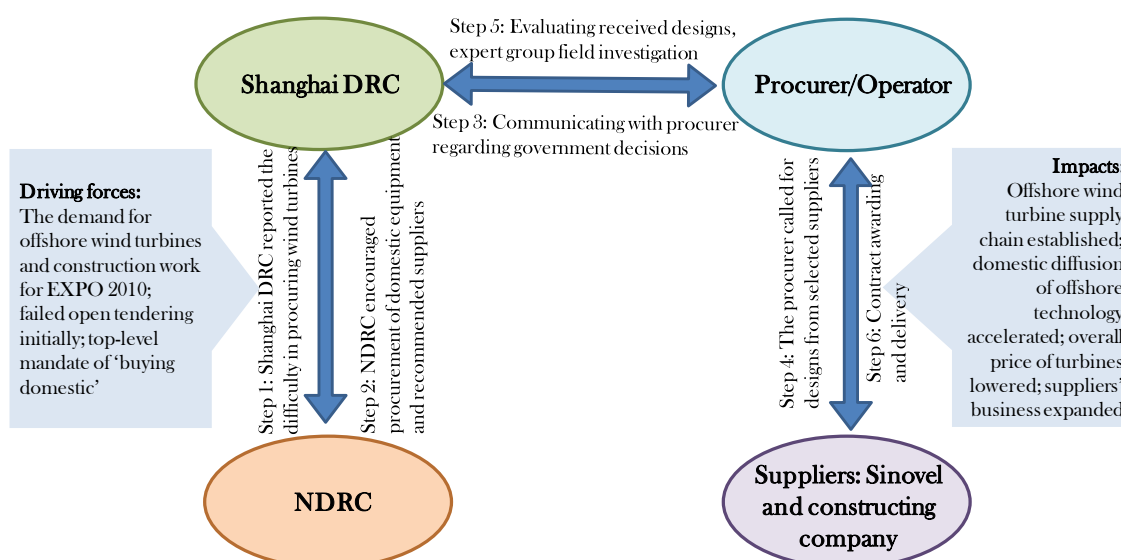 Step 5: Evaluating received designs,
expert group field investigation
Shanghai DRC
Procurer/Operator
Step 3: Communicating with procurer
regarding government decisions
Driving forces:
The demand for
offshore wind turbines
and construction work
for EXPO 2010;
failed open tendering
initially; top-level
mandate of ‘buying
domestic’
Step 1: Shanghai DRC reported the
difficulty in procuring wind turbines
Step 2: NDRC encouraged
procurement of domestic equipment
and recommended suppliers
Step 4: The procurer called for
designs from selected suppliers
Step 6: Contract awarding
and delivery
Impacts:
Offshore wind
turbine supply
chain established;
domestic diffusion
of offshore
technology
accelerated; overall
price of turbines
lowered; suppliers’
business expanded
NDRC
Suppliers: Sinovel
and constructing
company